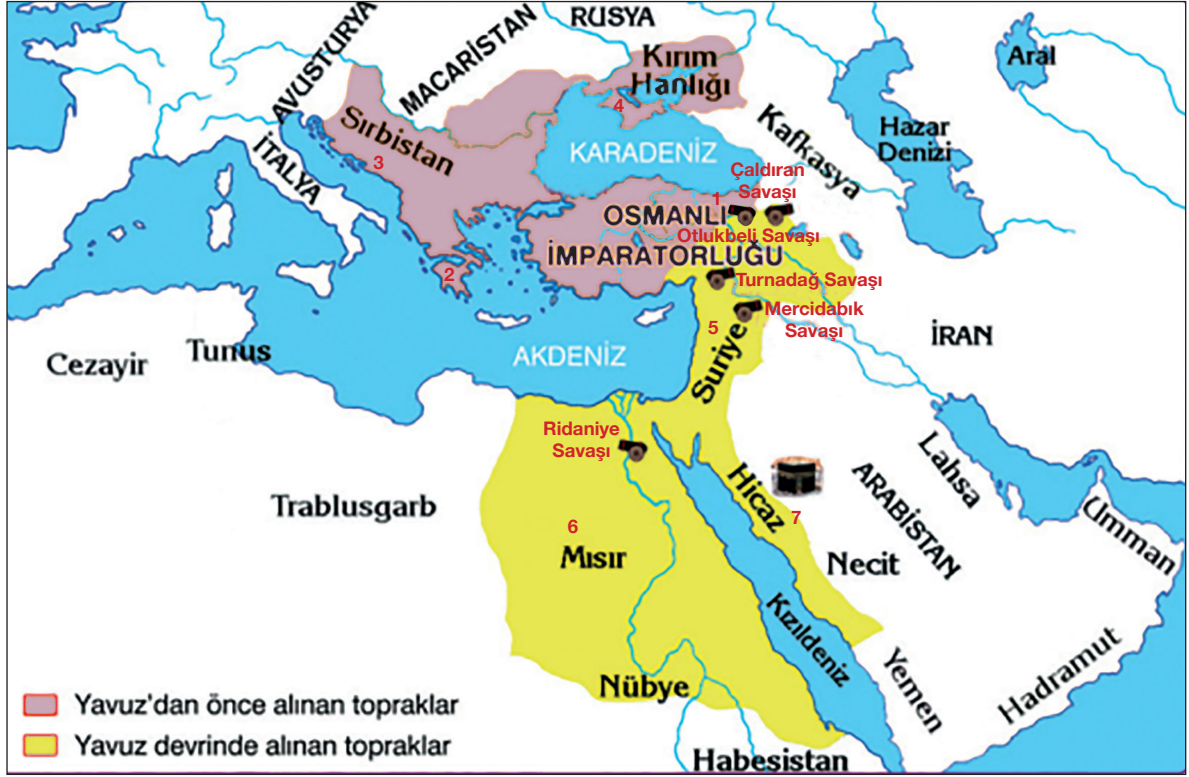 RUSYA
AVUSTURYA
MACARİSTAN
Kırım
Hanlığı
Aral
4
Sırbistan
3
İTALYA
KARADENİZ
Kafkasya
Hazar
Denizi
Çaldıran
Savaşı
1
OSMANLI
Otlukbeli Savaşı
İMPARATORLUĞU
2
Turnadağ Savaşı
Mercidabık
Savaşı
5
Suriye
İRAN
Cezayir
Tunus
AKDENİZ
Ridaniye
Savaşı
Lahsa
Hicaz
7
ARABİSTAN
Umman
Trablusgarb
6
Mısır
Necit
Kızıldeniz
Nübye
Yemen
Hadramut
Habesistan
Yavuz'dan önce alınan topraklar
Yavuz devrinde alınan topraklar